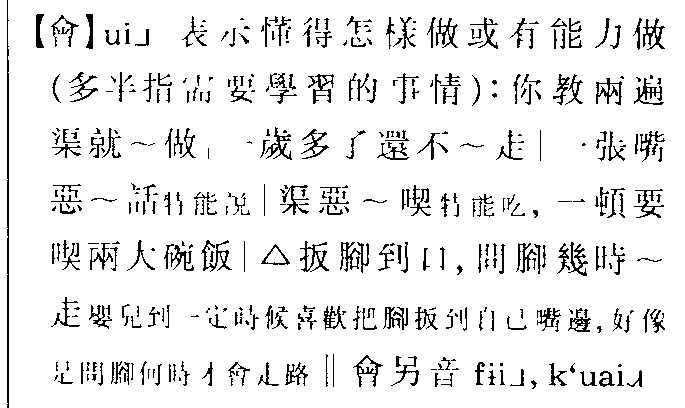 【會】ui˩ 表示懂得怎樣做或有能力做
(多半指需要學習的事情)：你教兩遍
渠就～做｜一歲多了還不～走｜一張嘴
惡～話特能說｜渠惡～喫特能吃，一頓要
喫兩大碗飯｜△扳腳到口，問腳幾時～
走嬰兒到一定時候喜歡把腳扳到自己嘴邊，好像
是問腳何時才會走路‖會另音 fii˩, k‘uai˩